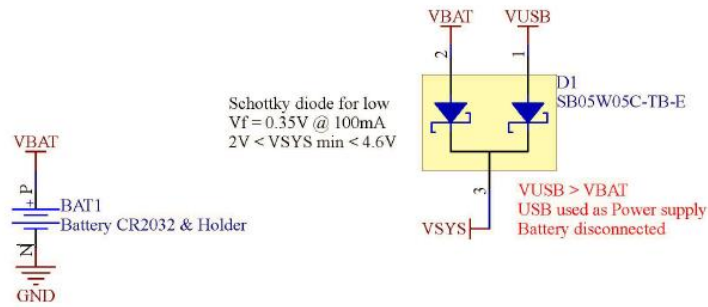 VBAT
VUSB
2
1
D1
SB05W05C-TB-E
Schottky diode for low
Vf = 0.35V @ 100mA
2V < VSYS min < 4.6V
VBAT
P
+
BAT1
Battery CR2032 & Holder
N
GND
3
VSYS
VUSB > VBAT
USB used as Power supply
Battery disconnected